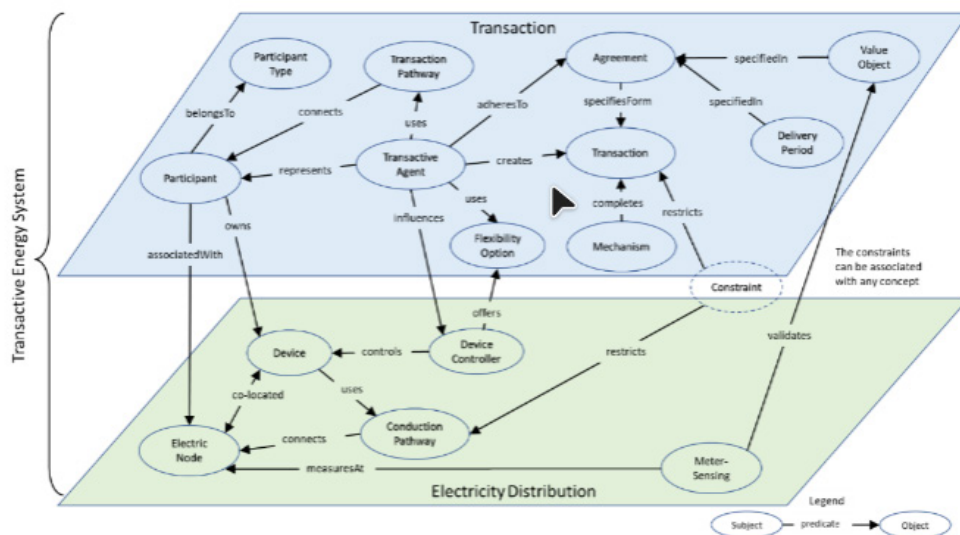 Transactive Energy System
Transaction
Participant
Type
Transaction
Pathway
Agreement
specifiedIn
Value
Object
belongsTo
connects
uses
adheresTo
specifiesForm
specifiedIn
Delivery
Period
Participant
represents
Transactive
Agent
creates
Transaction
owns
influences
uses
completes
restricts
associatedWith
Flexibility
Option
Mechanism
The constraints
can be associated
with any concept
Constraint
offers
validates
Device
controls
Device
Controller
restricts
co-located
uses
Electric
Node
connects
Conduction
Pathway
measuresAt
Meter-
Sensing
Electricity Distribution
Legend
Subject
predicate
Object